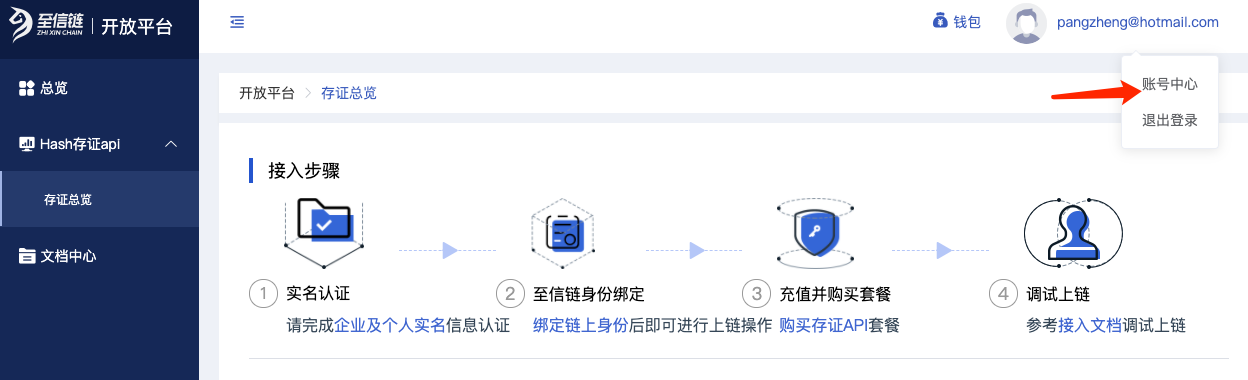 至信链
ZHI XIN CHAIN
开放平台
钱包
pangzheng@hotmail.com
总览
账号中心
开放平台
存证总览
退出登录
Hash存证api
接入步骤
存证总览
文档中心
1 实名认证
请完成企业及个人实名信息认证
2 至信链身份绑定
绑定链上身份后即可进行上链操作
3 充值并购买套餐
购买存证API套餐
4 调试上链
参考接入文档调试上链